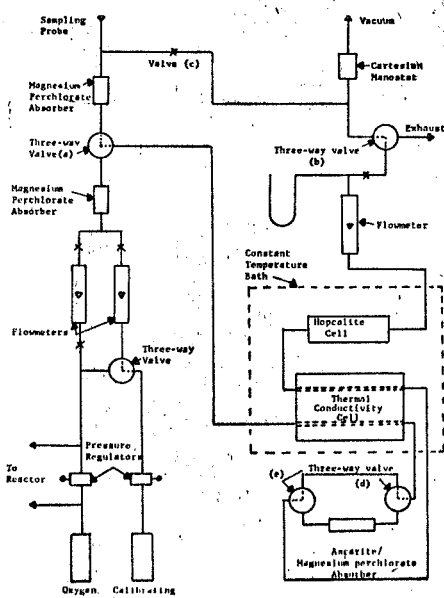 Sampling
Probe
Vacuum
Valve (c)
Cartesian
Manostat
Magnesium
Perchlorate
Absorber
Exhaust
Three-way
Valve(a)
Three-way valve
(b)
Magnesium
Perchlorate
Absorber
Flowmeter
Constant
Temperature
Bath
Hopcalite
Cell
Flowmeters
Three-way
Valve
Thermal
Conductivity
Cell
Pressure
Regulators
To
Reactor
(e)
Three-way valve
(d)
Ascarite/
Magnesium perchlorate
Absorber
Oxygen
Calibrating